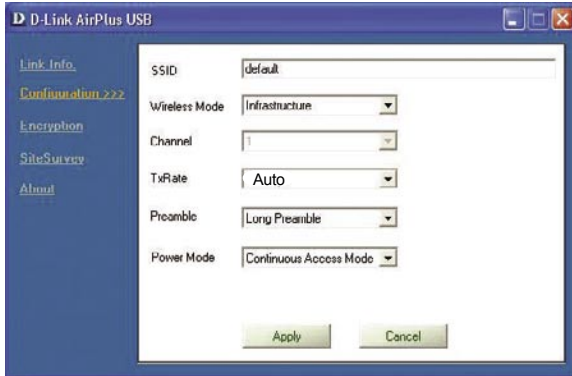 D D-Link AirPlus USB
Link Info.
Configuration >>>
Encryption
SiteSurvey
About
SSID default
Wireless Mode Infrastructure
Channel 1
TxRate Auto
Preamble Long Preamble
Power Mode Continuous Access Mode
Apply Cancel